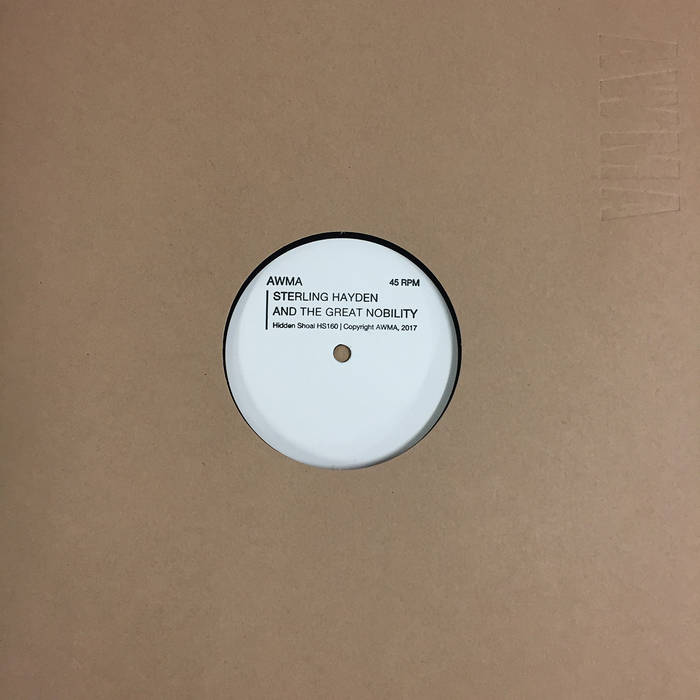 AWMA
AWMA 45 RPM
STERLING HAYDEN
AND THE GREAT NOBILITY
Hidden Shoal HS160 | Copyright AWMA, 2017